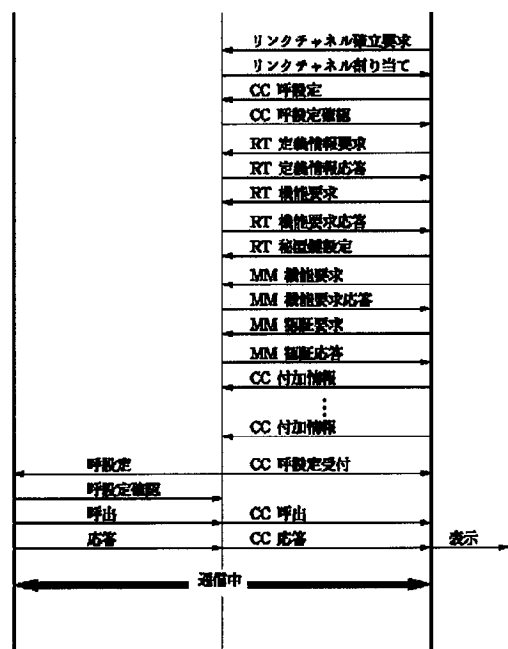 リンクチャネル確立要求
リンクチャネル割り当て
CC 呼設定
CC 呼設定確認
RT 定義情報要求
RT 定義情報応答
RT 機能要求
RT 機能要求応答
RT 秘匿鍵設定
MM 機能要求
MM 機能要求応答
MM 認証要求
MM 認証応答
CC 付加情報
CC 付加情報
呼設定 CC 呼設定受付
呼設定確認
呼出 CC 呼出
応答 CC 応答 表示
通信中